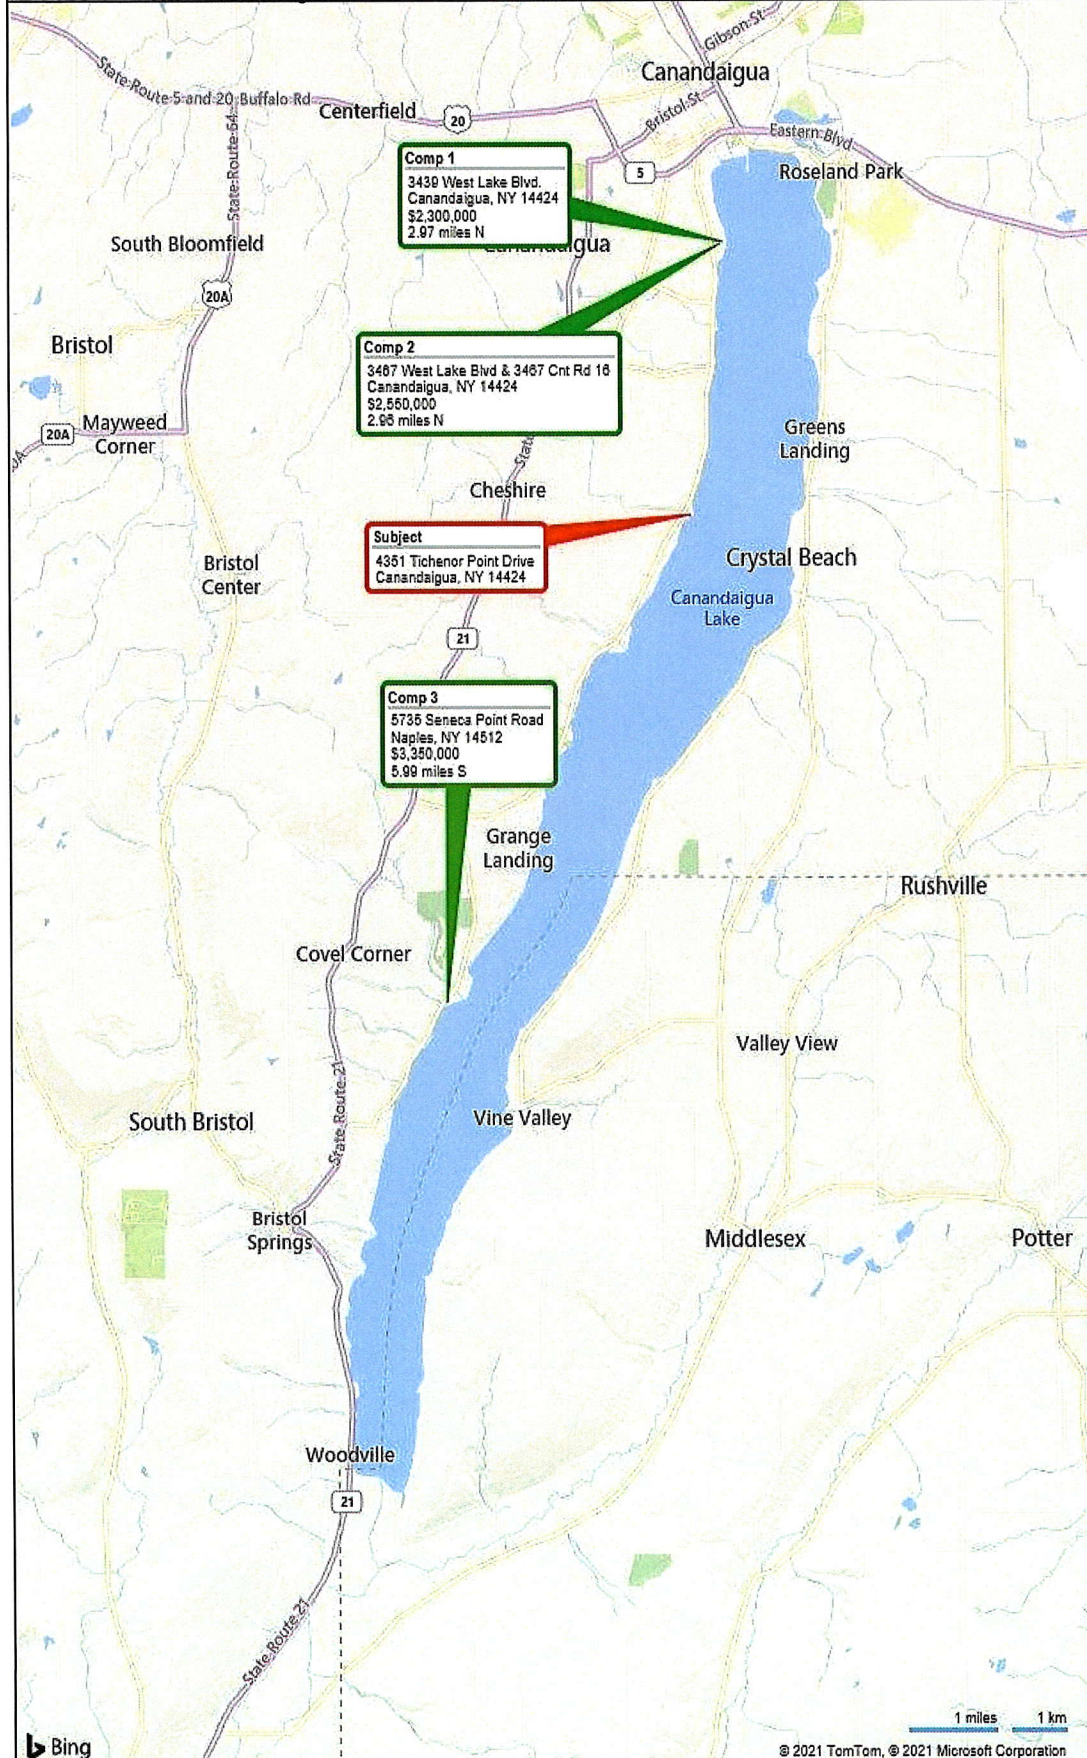 Gibson St
Canandaigua
State Route 5 and 20 Buffalo Rd
Centerfield
20
Bristol St
Eastern Blvd
State Route 64
Comp 1
3439 West Lake Blvd.
Canandaigua, NY 14424
$2,300,000
2.97 miles N
5
Roseland Park
South Bloomfield
Canandaigua
20A
Bristol
Comp 2
3467 West Lake Blvd & 3467 Cnt Rd 16
Canandaigua, NY 14424
$2,550,000
2.96 miles N
Mayweed
Corner
20A
Greens
Landing
State
Cheshire
Subject
4351 Tichenor Point Drive
Canandaigua, NY 14424
Bristol
Center
Crystal Beach
Canandaigua
Lake
21
Comp 3
5735 Seneca Point Road
Naples, NY 14512
$3,350,000
5.99 miles S
Grange
Landing
Rushville
Covel Corner
Valley View
State Route 21
South Bristol
Vine Valley
Bristol
Springs
Middlesex
Potter
Woodville
21
State Route 21
1 miles
1 km
Bing
© 2021 TomTom, © 2021 Microsoft Corporation